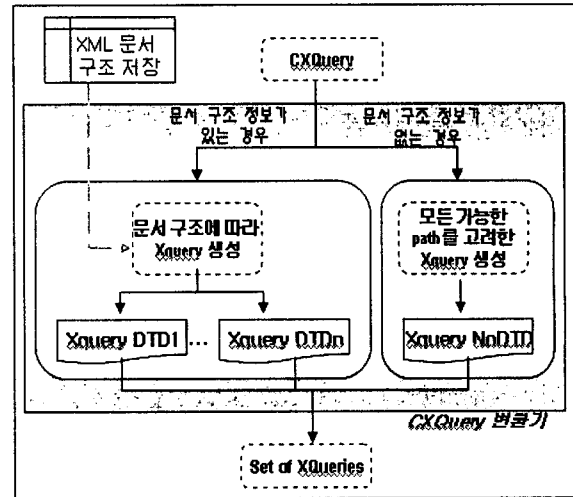 XML 문서
구조 저장
CXQuery
문서 구조 정보가
있는 경우
문서 구조 정보가
없는 경우
문서 구조에 따라
Xquery 생성
모든 가능한
path를 고려한
Xquery 생성
Xquery DTD1
...
Xquery DTDn
Xquery NoDTD
CXQuery 변환기
Set of XQueries